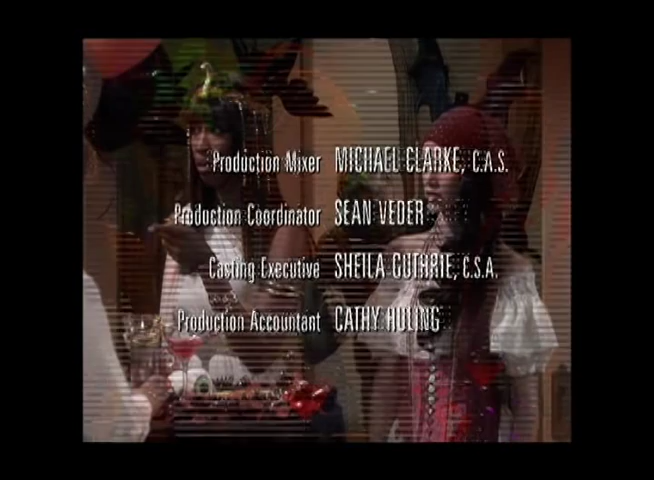 Production Mixer MICHAEL CLARKE, C.A.S.
Production Coordinator SEAN VEDER
Casting Executive SHEILA GUTHRIE, C.S.A.
Production Accountant CATHY HULING